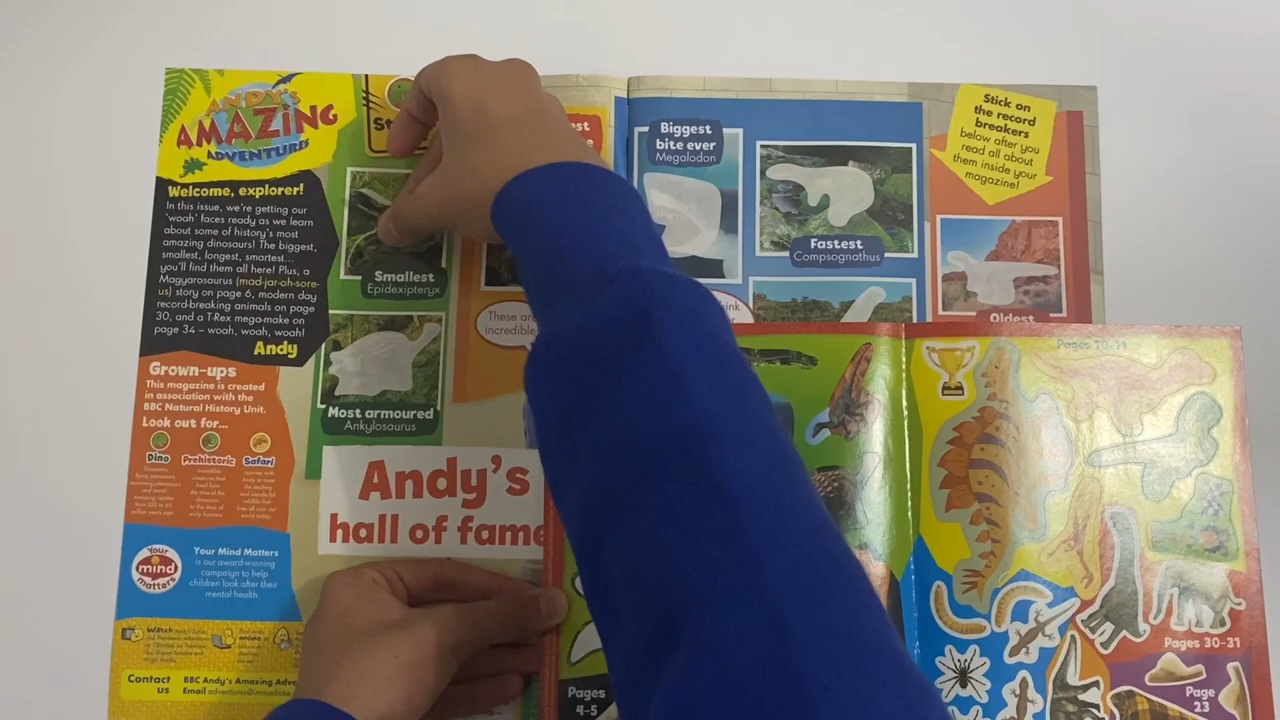 ANDY'S
AMAZING
ADVENTURES
Welcome, explorer!
In this issue, we're getting our
'woah' faces ready as we learn
about some of history's most
amazing dinosaurs! The biggest,
smallest, longest, smartest...
you'll find them all here! Plus, a
Magyarosaurus (mad-jar-oh-sore-
us) story on page 6, modern day
record-breaking animals on page
30, and a T-Rex mega-make on
page 34 – woah, woah, woah!
Andy
Grown-ups
This magazine is created
in association with the
BBC Natural History Unit.
Look out for...
Dino
Prehistoric
Safari
Your
mind
matters
Your Mind Matters
is our award-winning
campaign to help
children look after their
mental health.
Watch
Contact
us
BBC Andy's Amazing Adve
Email adventures@immediate
Smallest
Epidexipteryx
Most armoured
Ankylosaurus
Andy's
hall of fame
These are
incredible
Biggest
bite ever
Megalodon
Fastest
Compsognathus
Stick on
the record
breakers
below after you
read all about
them inside your
magazine!
Oldest
Pages
4-5
Pages 10-11
Pages 30-31
Page
23